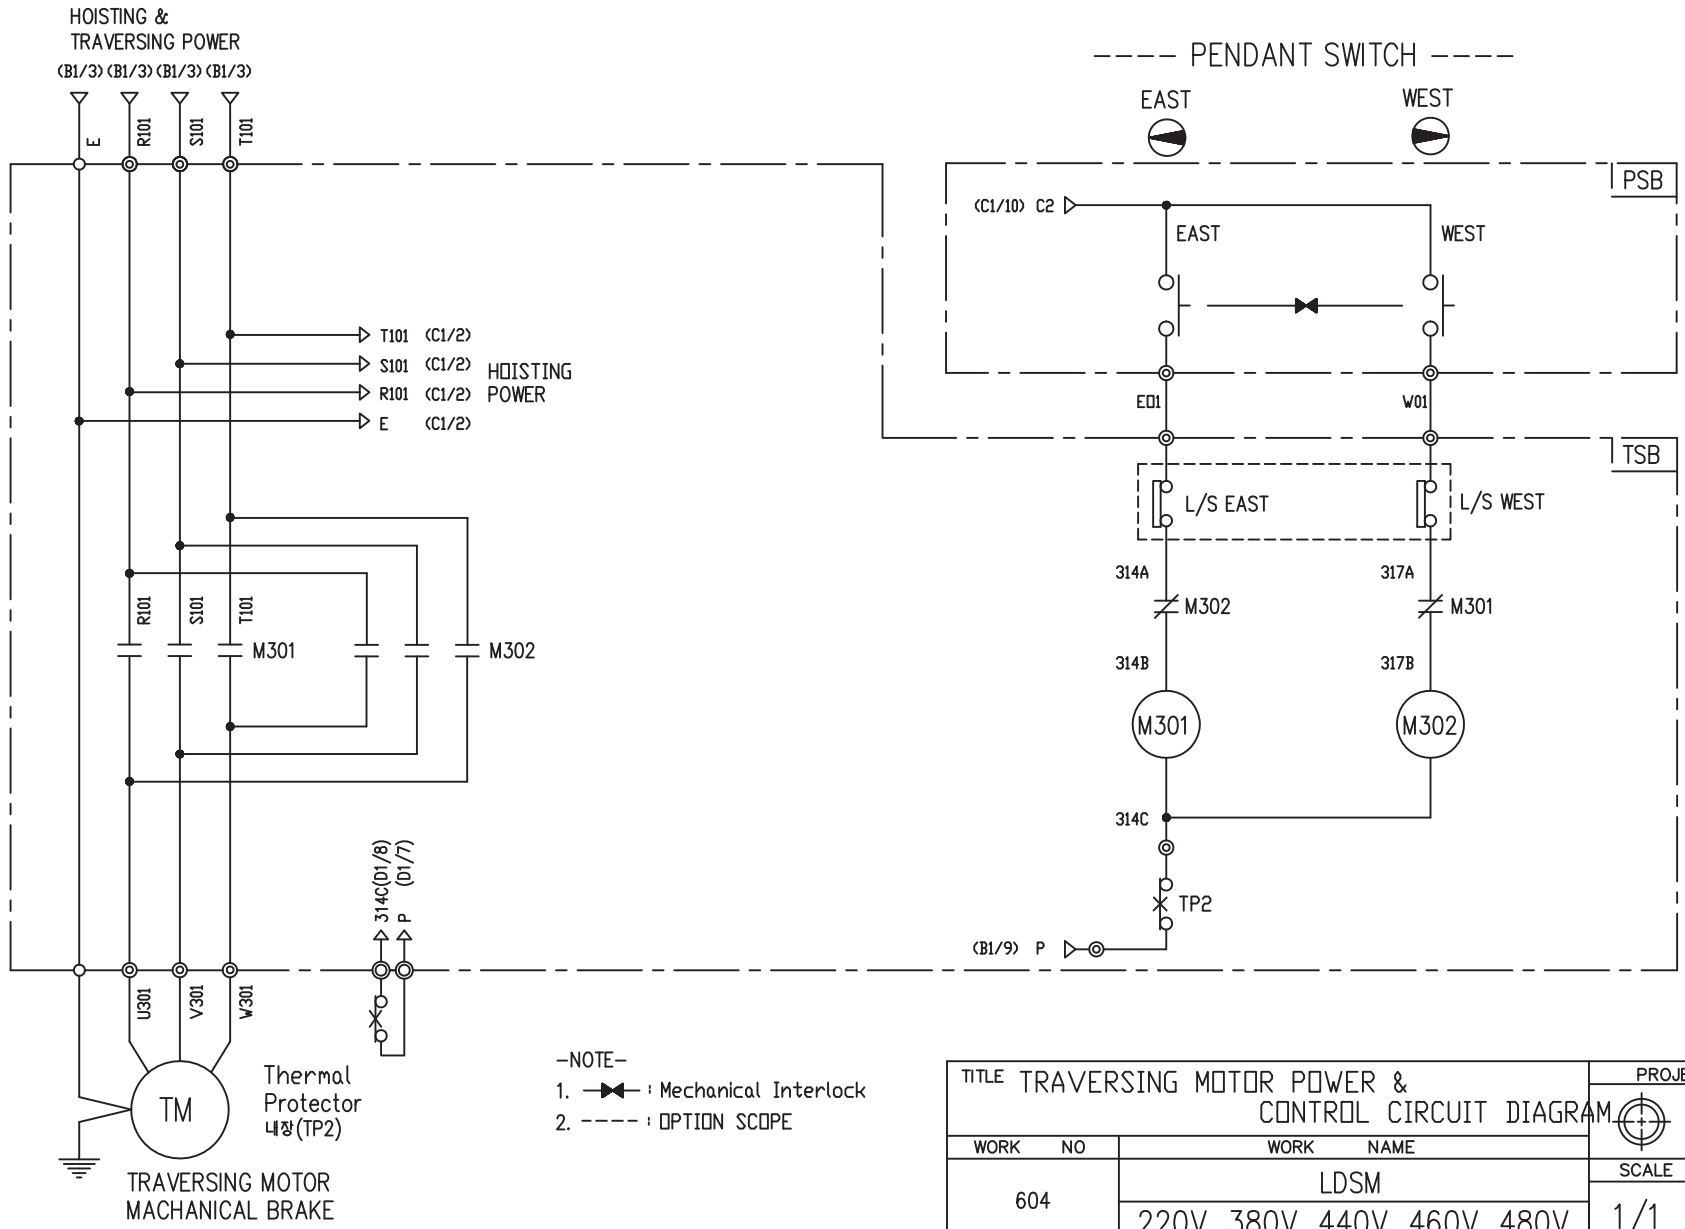 HOISTING &
TRAVERSING POWER
(B1/3) (B1/3) (B1/3) (B1/3)
E R101 S101 T101
---- PENDANT SWITCH ----
EAST WEST
PSB
(C1/10) C2
EAST WEST
T101 (C1/2)
S101 (C1/2)
R101 (C1/2)
E (C1/2)
HOISTING
POWER
E01 W01
TSB
L/S EAST L/S WEST
314A 317A
M302 M301
314B 317B
M301 M302
314C
TP2
(B1/9) P
R101 S101 T101
M301 M302
314C(D1/8)
P (D1/7)
U301 V301 W301
TM
Thermal
Protector
내장(TP2)
TRAVERSING MOTOR
MACHANICAL BRAKE
-NOTE-
1. : Mechanical Interlock
2. ---- : OPTION SCOPE
TITLE TRAVERSING MOTOR POWER &
CONTROL CIRCUIT DIAGRAM
PROJE
WORK NO WORK NAME
SCALE
604 LDSM
220V 380V 440V 460V 480V
1/1